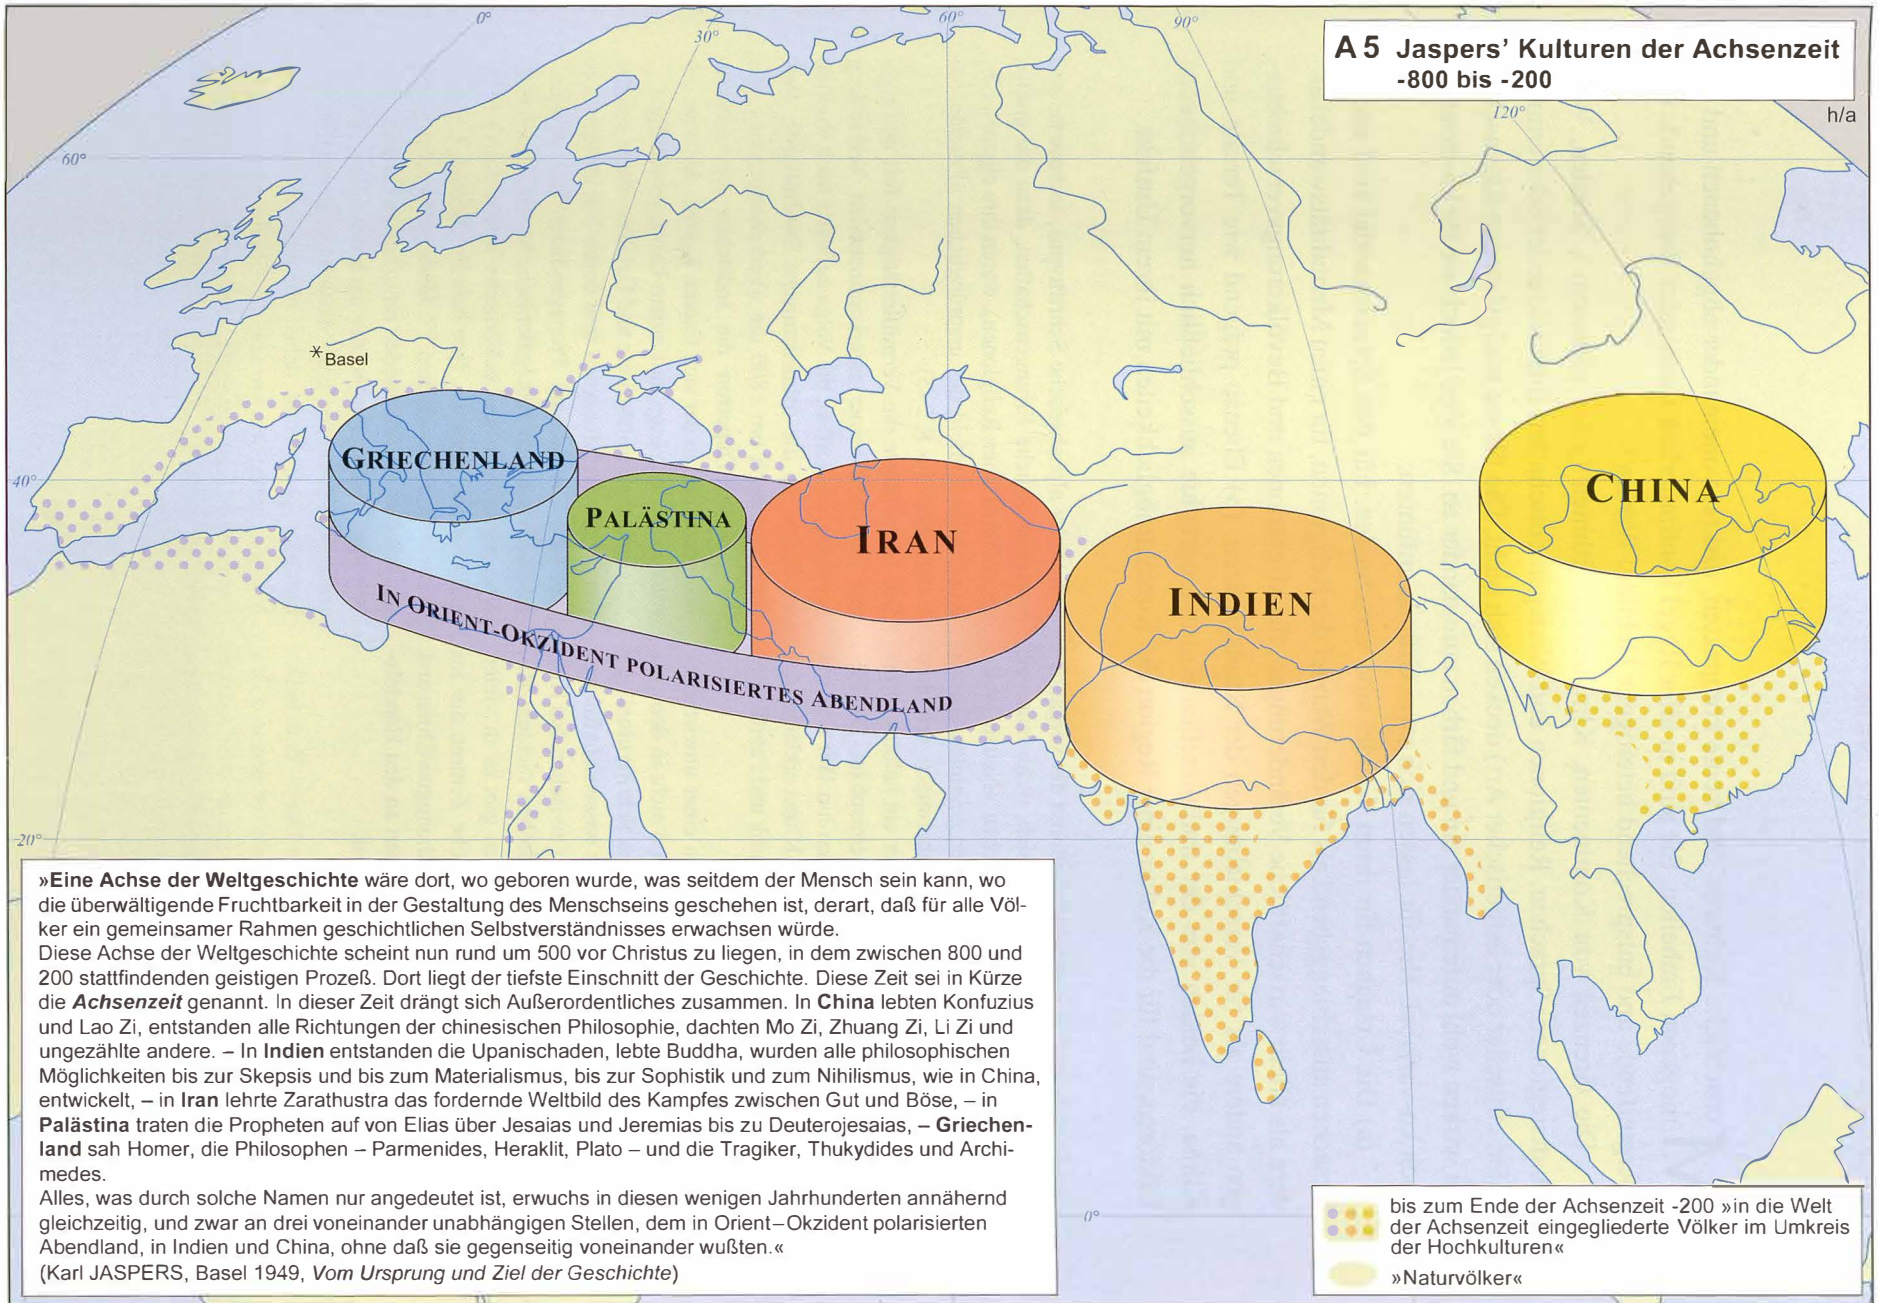 0°
30°
60°
90°
A 5 Jaspers’ Kulturen der Achsenzeit
-800 bis -200
120°
h/a
60°
Basel
GRIECHENLAND
40°
PALÄSTINA
IRAN
INDIEN
CHINA
IN ORIENT-OKZIDENT POLARISIERTES ABENDLAND
20°
»Eine Achse der Weltgeschichte wäre dort, wo geboren wurde, was seitdem der Mensch sein kann, wo
die überwältigende Fruchtbarkeit in der Gestaltung des Menschseins geschehen ist, derart, daß für alle Völ-
ker ein gemeinsamer Rahmen geschichtlichen Selbstverständnisses erwachsen würde.
Diese Achse der Weltgeschichte scheint nun rund um 500 vor Christus zu liegen, in dem zwischen 800 und
200 stattfindenden geistigen Prozeß. Dort liegt der tiefste Einschnitt der Geschichte. Diese Zeit sei in Kürze
die Achsenzeit genannt. In dieser Zeit drängt sich Außerordentliches zusammen. In China lebten Konfuzius
und Lao Zi, entstanden alle Richtungen der chinesischen Philosophie, dachten Mo Zi, Zhuang Zi, Li Zi und
ungezählte andere. – In Indien entstanden die Upanischaden, lebte Buddha, wurden alle philosophischen
Möglichkeiten bis zur Skepsis und bis zum Materialismus, bis zur Sophistik und zum Nihilismus, wie in China,
entwickelt, – in Iran lehrte Zarathustra das fordernde Weltbild des Kampfes zwischen Gut und Böse, – in
Palästina traten die Propheten auf von Elias über Jesaias und Jeremias bis zu Deuterojesaias, – Griechen-
land sah Homer, die Philosophen – Parmenides, Heraklit, Plato – und die Tragiker, Thukydides und Archi-
medes.
Alles, was durch solche Namen nur angedeutet ist, erwuchs in diesen wenigen Jahrhunderten annähernd
gleichzeitig, und zwar an drei voneinander unabhängigen Stellen, dem in Orient–Okzident polarisierten
Abendland, in Indien und China, ohne daß sie gegenseitig voneinander wußten.«
(Karl JASPERS, Basel 1949, Vom Ursprung und Ziel der Geschichte)
0°
bis zum Ende der Achsenzeit -200 »in die Welt
der Achsenzeit eingegliederte Völker im Umkreis
der Hochkulturen«
»Naturvölker«